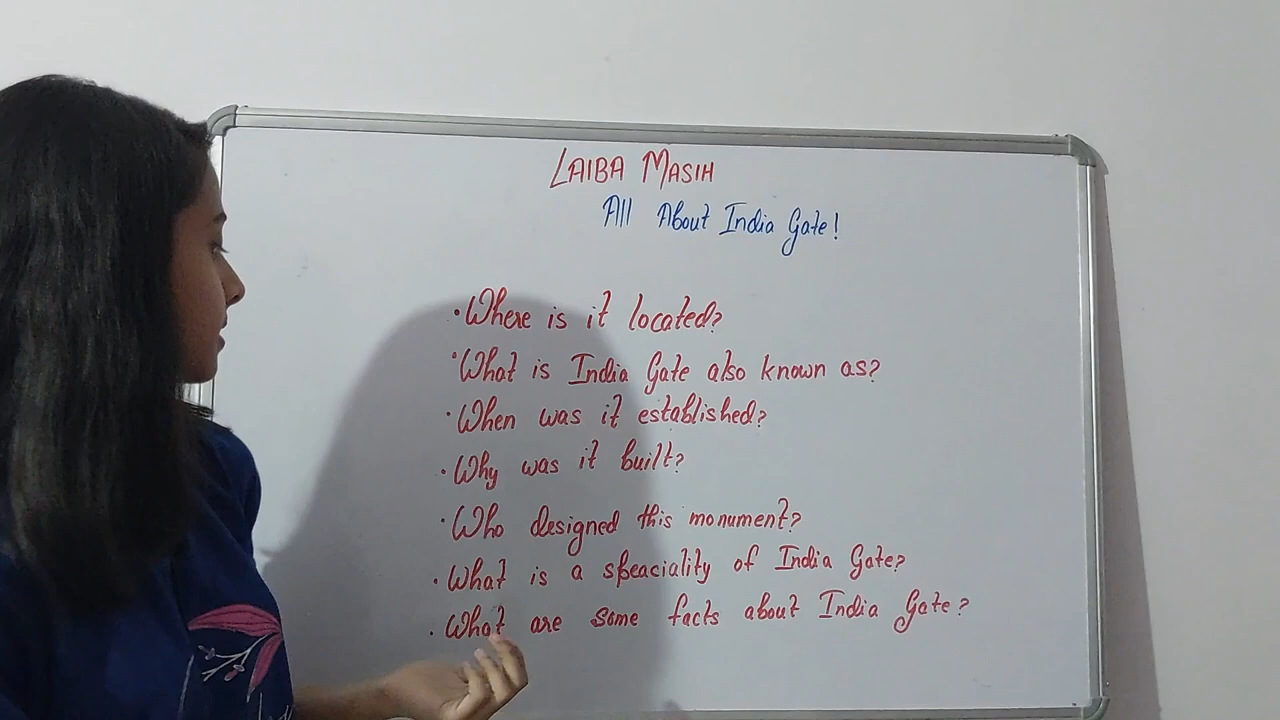 LAIBA MASIH
All About India Gate!
• Where is it located?
• What is India Gate also known as?
• When was it established?
• Why was it built?
• Who designed this monument?
• What is a speaciality of India Gate?
• What are some facts about India Gate?